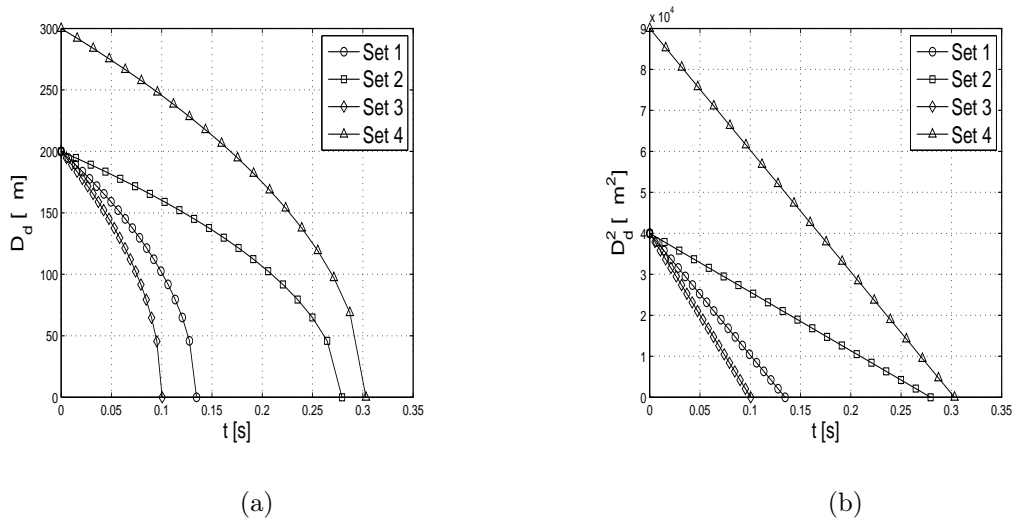 300
250
200
150
100
50
0
D_d [ m]
0 0.05 0.1 0.15 0.2 0.25 0.3 0.35
t [s]
Set 1
Set 2
Set 3
Set 4
(a)
9 x 10^4
8
7
6
5
4
3
2
1
0
D_d^2 [ m^2]
0 0.05 0.1 0.15 0.2 0.25 0.3 0.35
t [s]
Set 1
Set 2
Set 3
Set 4
(b)